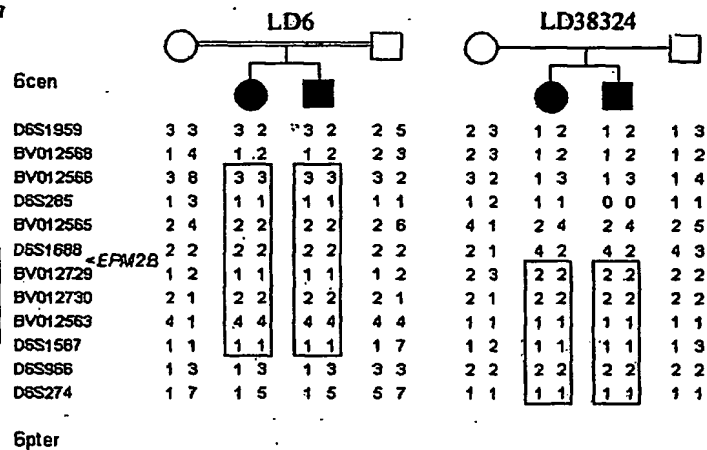 LD6 LD38324
6cen
D6S1959 3 3 3 2 3 2 2 5 2 3 1 2 1 2 1 3
BV012568 1 4 1 2 1 2 2 3 2 3 1 2 1 2 1 2
BV012566 3 8 3 3 3 3 3 2 3 2 1 3 1 3 1 4
D6S285 1 3 1 1 1 1 1 1 1 2 1 1 0 0 1 1
BV012565 2 4 2 2 2 2 2 6 4 1 2 4 2 4 2 5
D6S1688 <EPM2B 2 2 2 2 2 2 2 2 2 1 4 2 4 2 4 3
BV012729 1 2 1 1 1 1 1 2 2 3 2 2 2 2 2 2
BV012730 2 1 2 2 2 2 2 1 2 1 2 2 2 2 2 2
BV012563 4 1 4 4 4 4 4 4 1 1 1 1 1 1 1 1
D6S1567 1 1 1 1 1 1 1 7 1 2 1 1 1 1 1 3
D6S966 1 3 1 3 1 3 3 3 2 2 2 2 2 2 2 2
D6S274 1 7 1 5 1 5 5 7 1 1 1 1 1 1 1 1
6pter